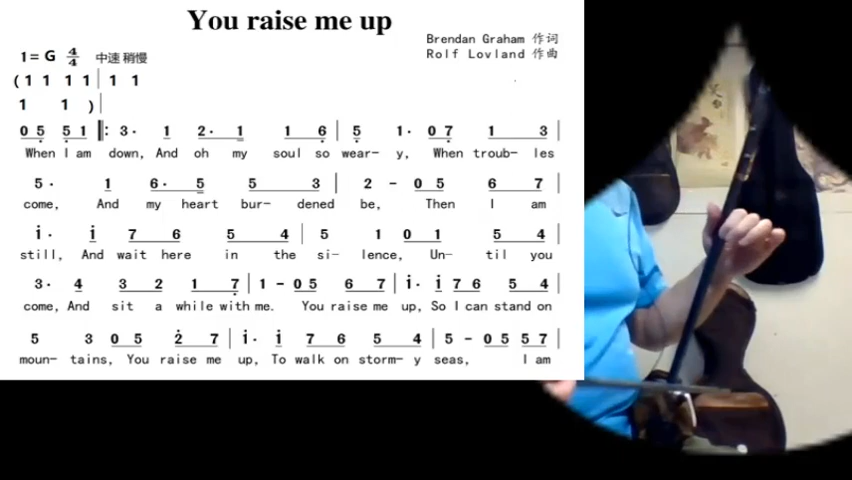 You raise me up
Brendan Graham 作词
1=G 4/4 中速 稍慢
Rolf Lovland 作曲
(1 1 1 1 | 1 1
1 1 ) |
0 5 5 1 ‖: 3· 1 2· 1 1 6 | 5 1· 0 7 1 3 |
When I am down, And oh my soul so wear- y, When troub- les
5· 1 6· 5 5 3 | 2 - 0 5 6 7 |
come, And my heart bur- dened be, Then I am
i· i 7 6 5 4 | 5 1 0 1 5 4 |
still, And wait here in the si- lence, Un- til you
3· 4 3 2 1 7 | 1 - 0 5 6 7 | i· i 7 6 5 4 |
come, And sit a while with me. You raise me up, So I can stand on
5 3 0 5 2 7 | i· i 7 6 5 4 | 5 - 0 5 5 7 |
moun- tains, You raise me up, To walk on storm- y seas, I am